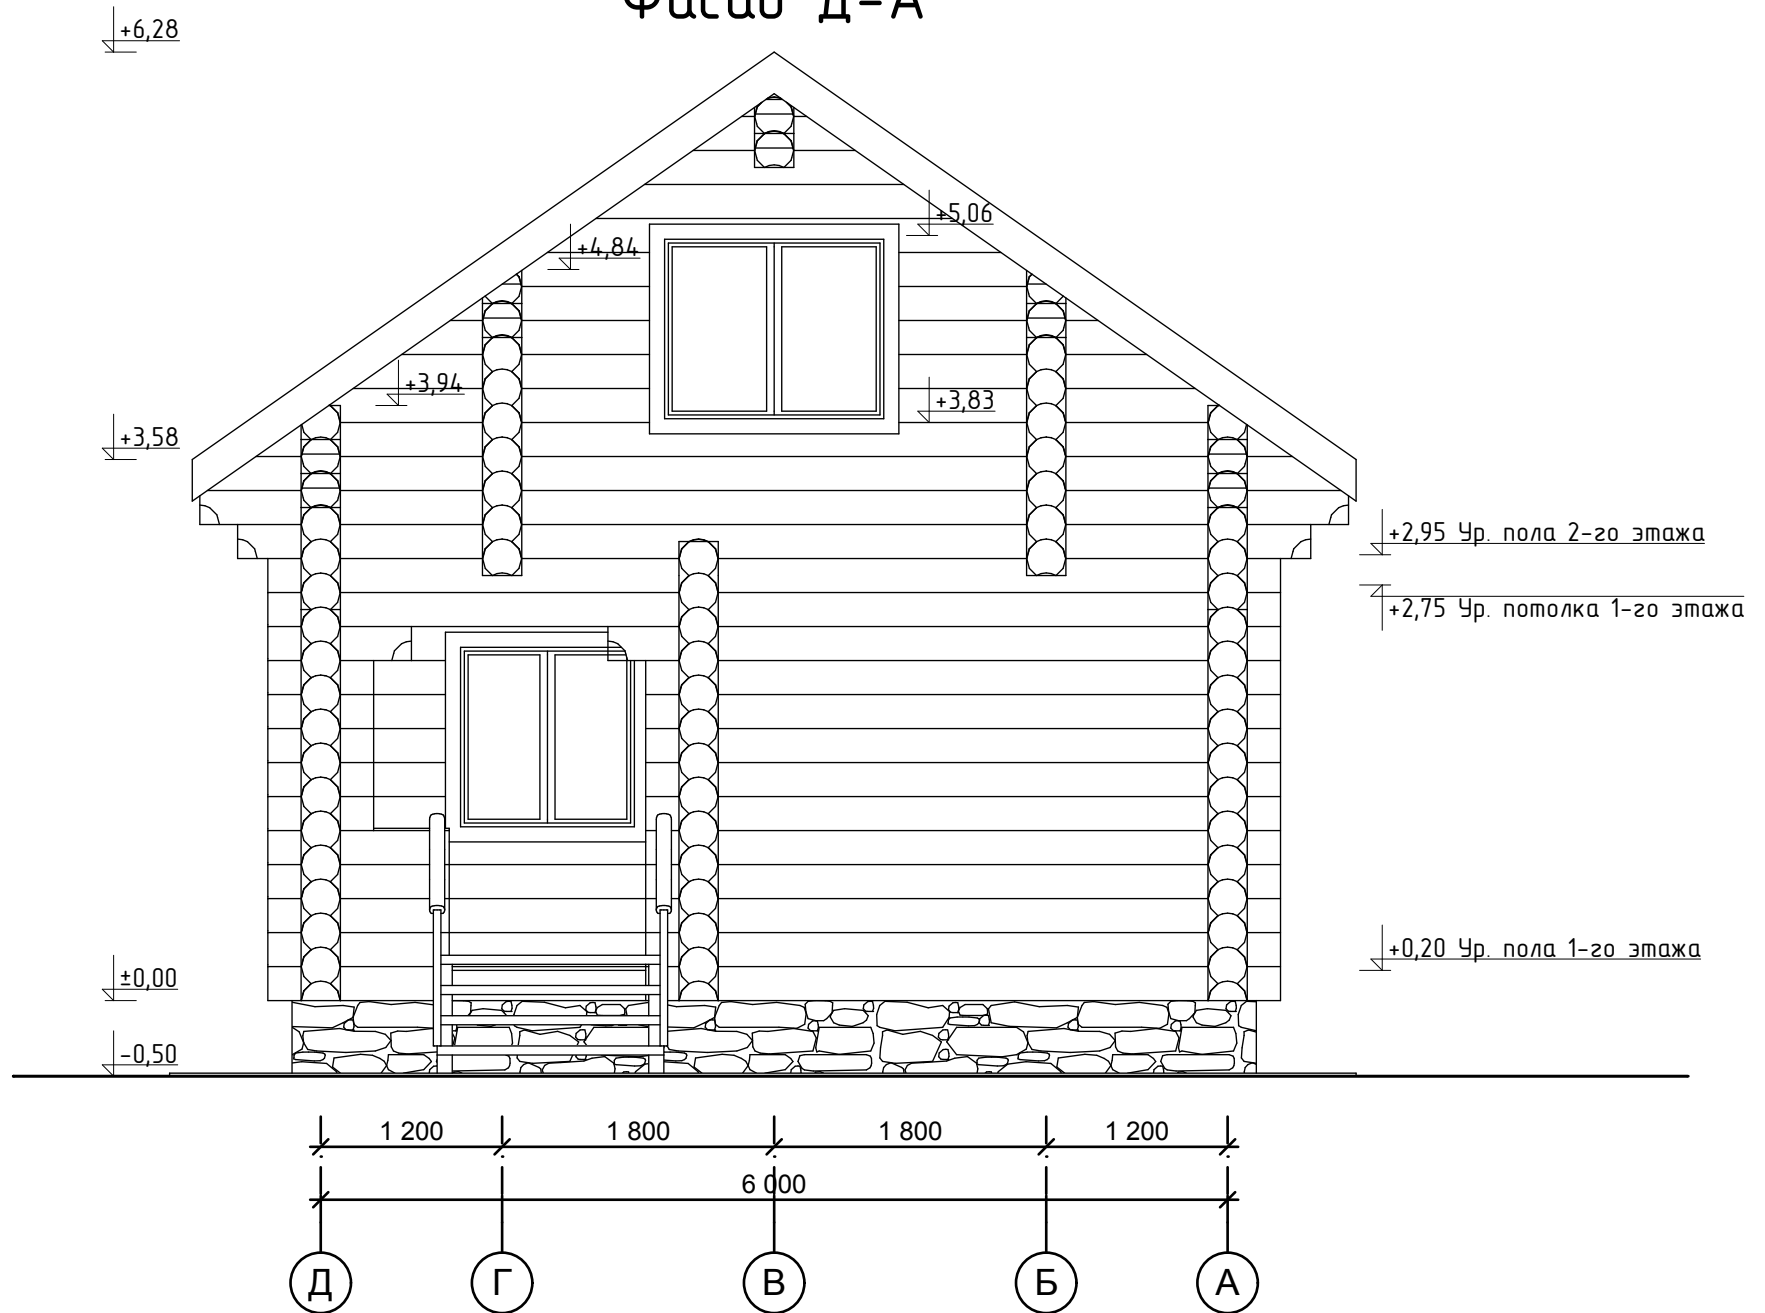 Фасад Д-А
+6,28
+5,06
+4,84
+3,94
+3,83
+3,58
+2,95 Ур. пола 2-го этажа
+2,75 Ур. потолка 1-го этажа
+0,20 Ур. пола 1-го этажа
±0,00
-0,50
1 200
1 800
1 800
1 200
6 000
Д
Г
В
Б
А